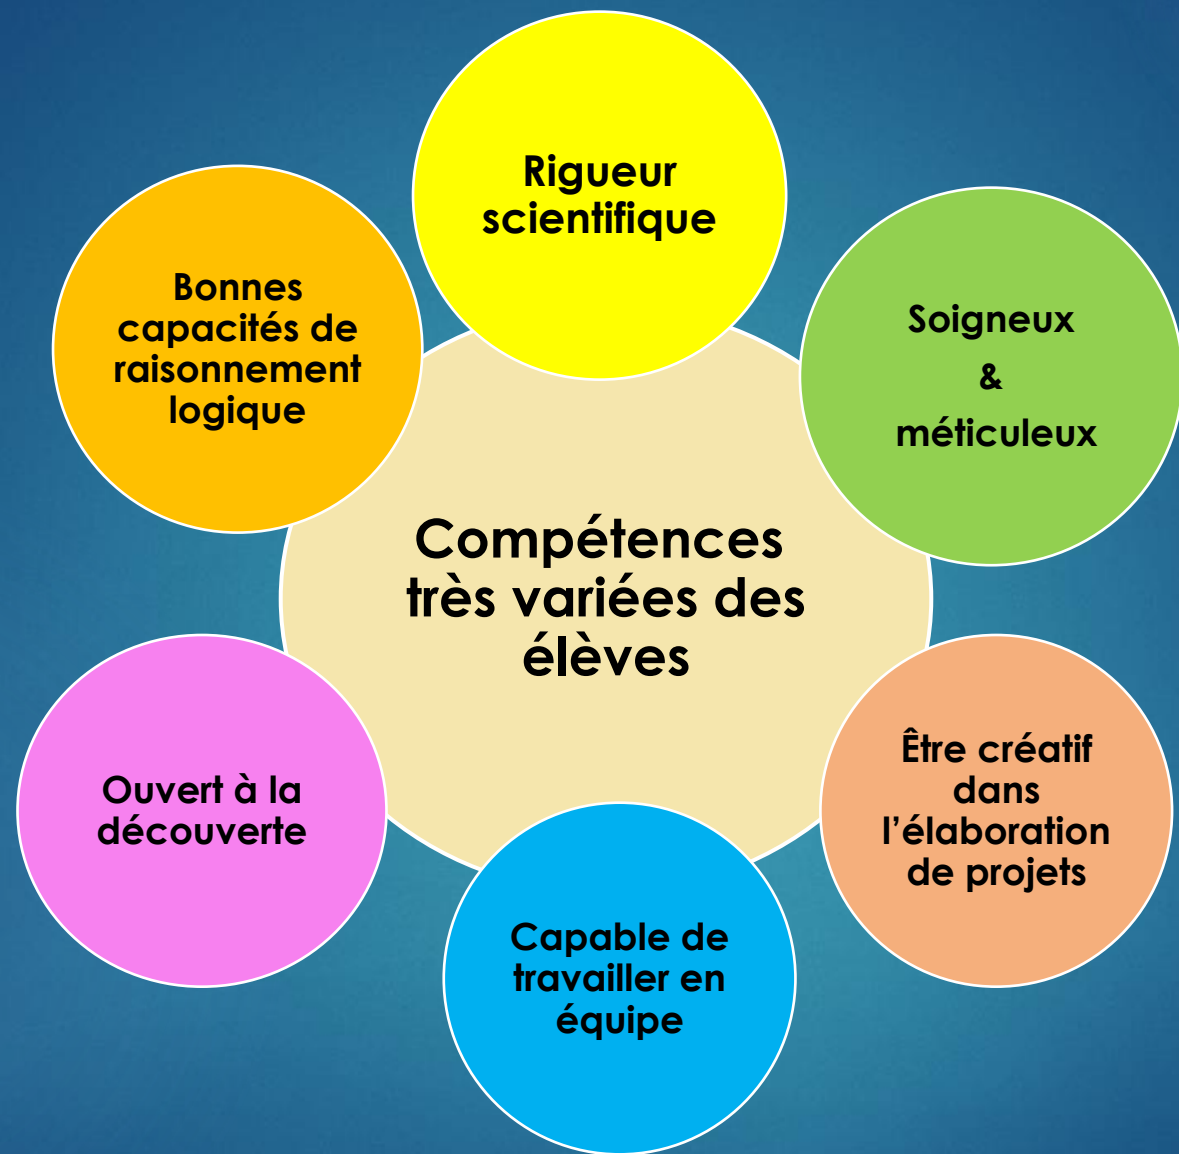 Rigueur
scientifique
Bonnes
capacités de
raisonnement
logique
Soigneux
&
méticuleux
Compétences
très variées des
élèves
Ouvert à la
découverte
Être créatif
dans
l’élaboration
de projets
Capable de
travailler en
équipe